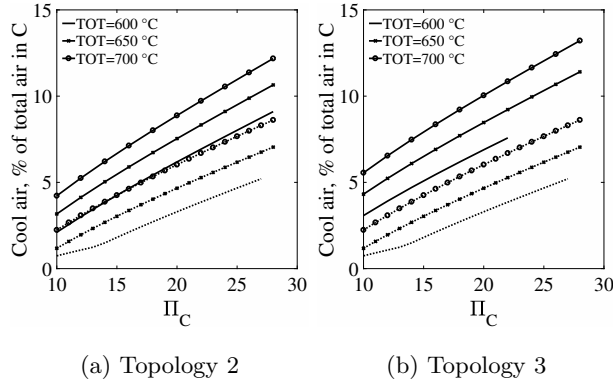 Cool air, % of total air in C
15
10
5
0
TOT=600 °C
TOT=650 °C
TOT=700 °C
10 15 20 25 30
Π_C
(a) Topology 2
Cool air, % of total air in C
15
10
5
0
TOT=600 °C
TOT=650 °C
TOT=700 °C
10 15 20 25 30
Π_C
(b) Topology 3